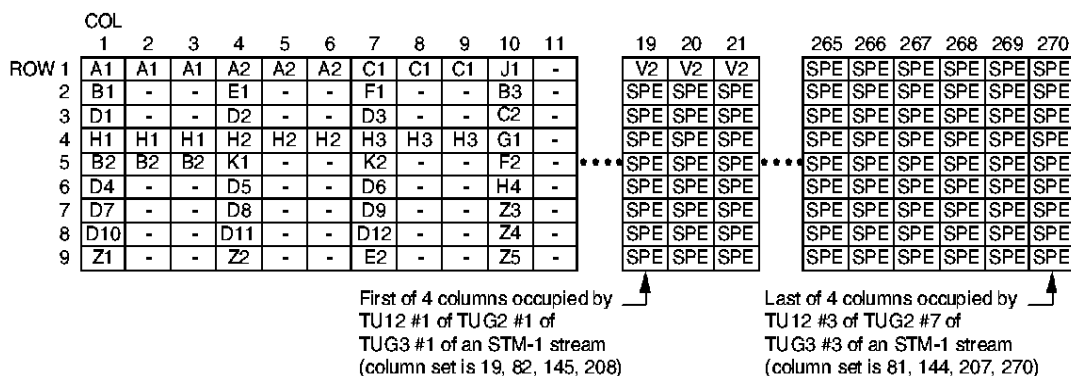 COL
1 2 3 4 5 6 7 8 9 10 11 19 20 21 265 266 267 268 269 270
ROW 1 A1 A1 A1 A2 A2 A2 C1 C1 C1 J1 - V2 V2 V2 SPE SPE SPE SPE SPE SPE
2 B1 - - E1 - - F1 - - B3 SPE SPE SPE SPE SPE SPE SPE SPE SPE
3 D1 - - D2 - - D3 - - C2 SPE SPE SPE SPE SPE SPE SPE SPE SPE
4 H1 H1 H1 H2 H2 H2 H3 H3 H3 G1 SPE SPE SPE SPE SPE SPE SPE SPE SPE
5 B2 B2 B2 K1 - - K2 - - F2 SPE SPE SPE SPE SPE SPE SPE SPE SPE
6 D4 - - D5 - - D6 - - H4 SPE SPE SPE SPE SPE SPE SPE SPE SPE
7 D7 - - D8 - - D9 - - Z3 SPE SPE SPE SPE SPE SPE SPE SPE SPE
8 D10 - - D11 - - D12 - - Z4 SPE SPE SPE SPE SPE SPE SPE SPE SPE
9 Z1 - - Z2 - - E2 - - Z5 SPE SPE SPE SPE SPE SPE SPE SPE SPE
First of 4 columns occupied by
TU12 #1 of TUG2 #1 of
TUG3 #1 of an STM-1 stream
(column set is 19, 82, 145, 208)
Last of 4 columns occupied by
TU12 #3 of TUG2 #7 of
TUG3 #3 of an STM-1 stream
(column set is 81, 144, 207, 270)